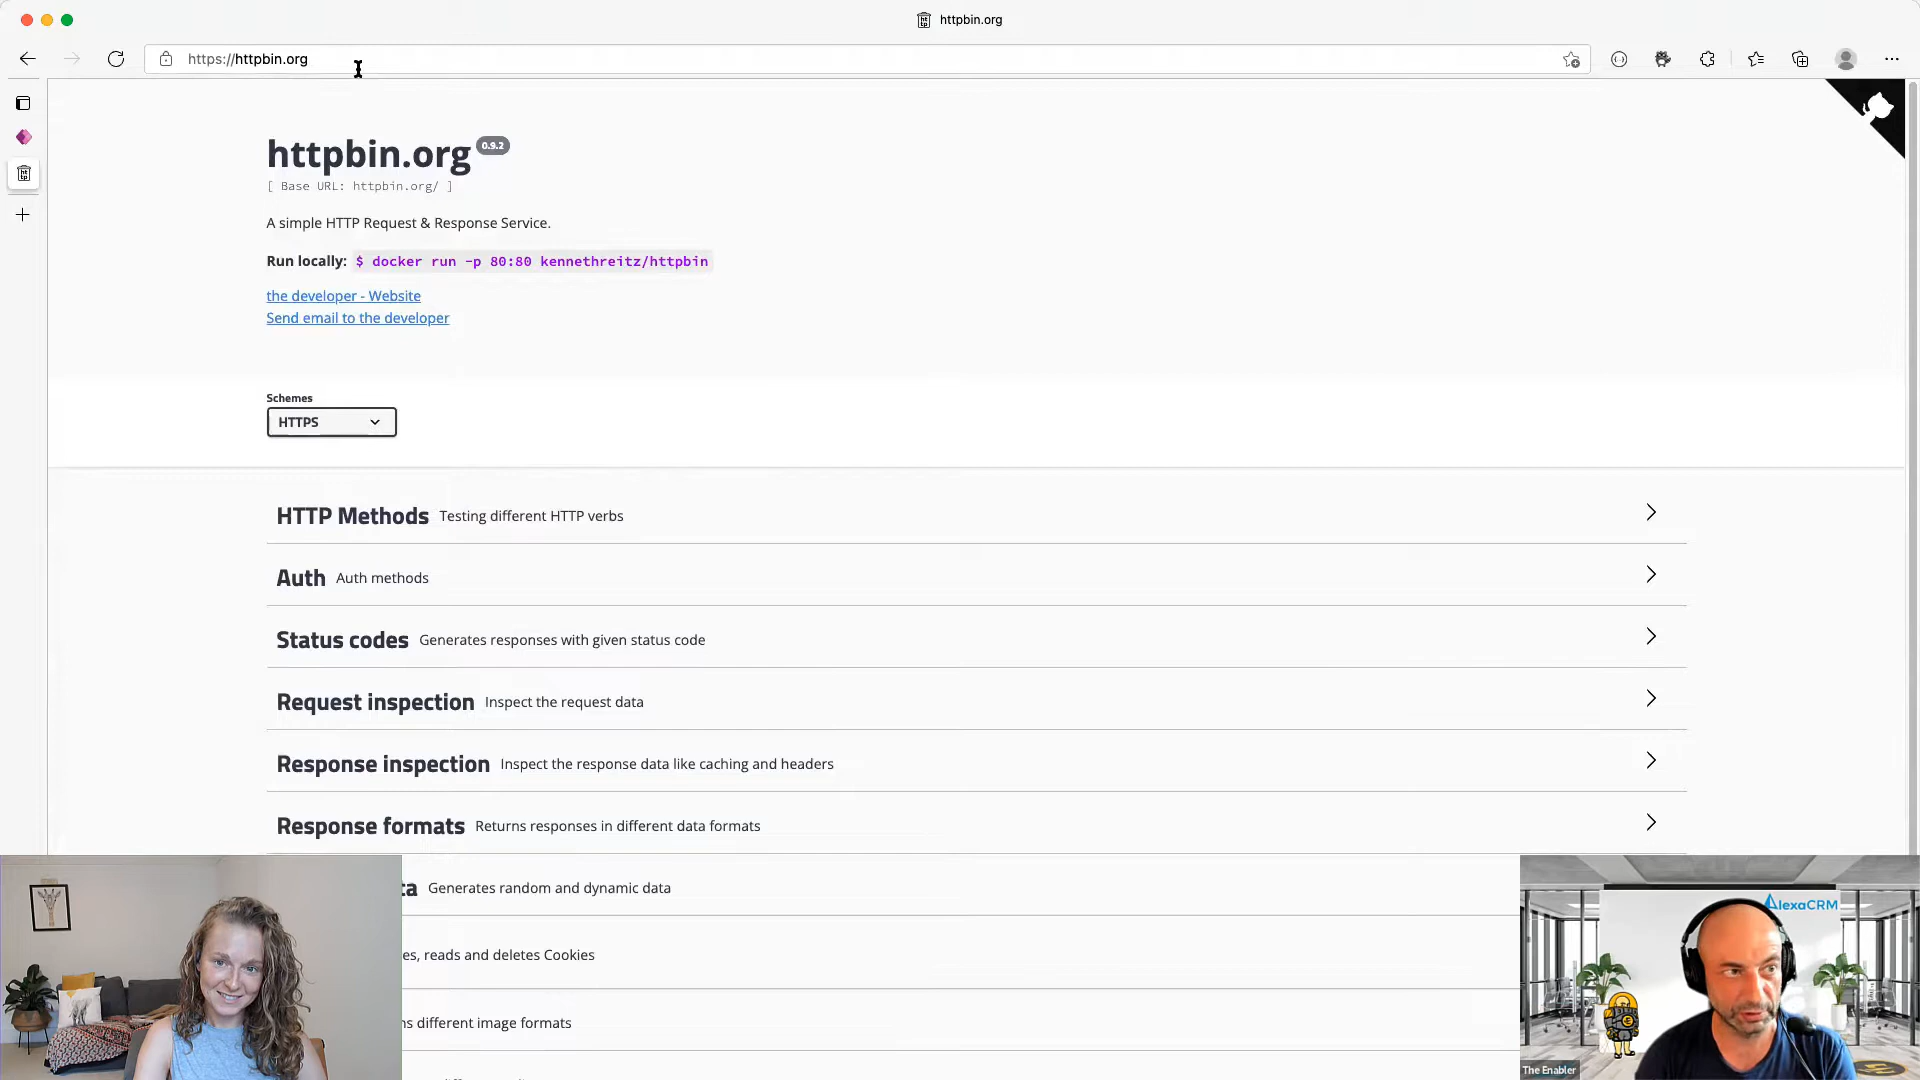 httpbin.org
https://httpbin.org
httpbin.org 0.9.2
[ Base URL: httpbin.org/ ]
A simple HTTP Request & Response Service.
Run locally: $ docker run -p 80:80 kennethreitz/httpbin
the developer - Website
Send email to the developer
Schemes
HTTPS
HTTP Methods Testing different HTTP verbs
Auth Auth methods
Status codes Generates responses with given status code
Request inspection Inspect the request data
Response inspection Inspect the response data like caching and headers
Response formats Returns responses in different data formats
ta Generates random and dynamic data
es, reads and deletes Cookies
ns different image formats
AlexaCRM
The Enabler